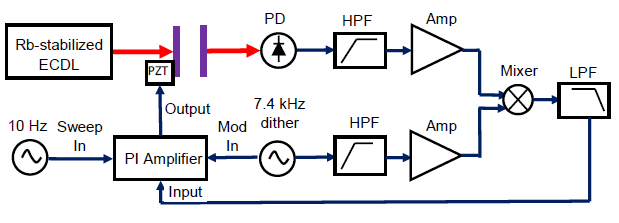 Rb-stabilized
ECDL
PZT
PD
HPF
Amp
Mixer
LPF
Output
10 Hz
Sweep
In
PI Amplifier
Mod
In
7.4 kHz
dither
HPF
Amp
Input